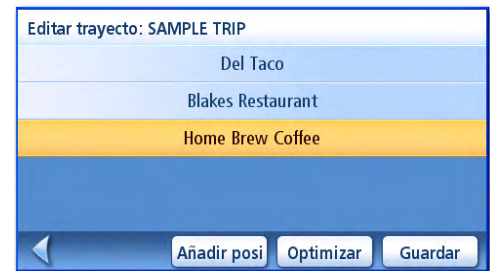 Editar trayecto: SAMPLE TRIP
Del Taco
Blakes Restaurant
Home Brew Coffee
Añadir posi Optimizar Guardar